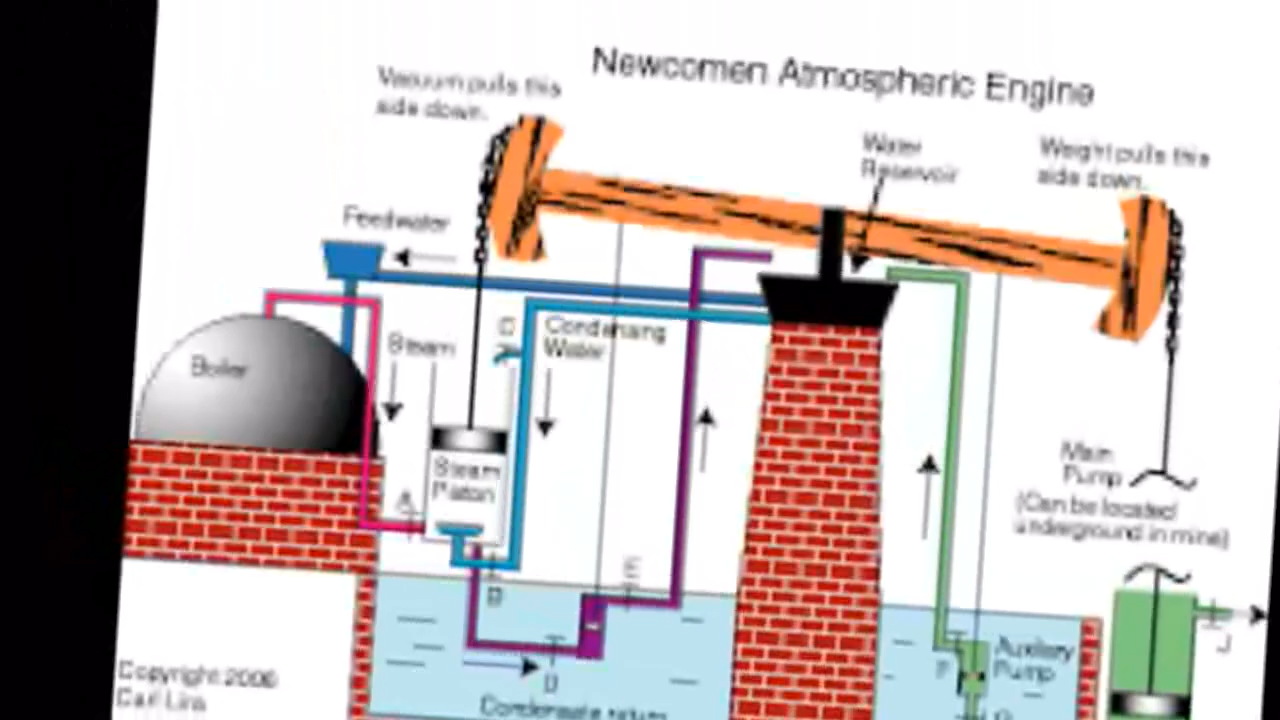 Newcomen Atmospheric Engine
Vacuum pulls this
side down.
Water
Reservoir
Weight pulls this
side down.
Feedwater
Boiler
Steam
C
Condensing
Water
Steam
Piston
A
B
E
D
Main
Pump
(Can be located
underground in mine)
J
Auxiliary
Pump
F
G
Condensate return
Copyright 2006
Carl Lira